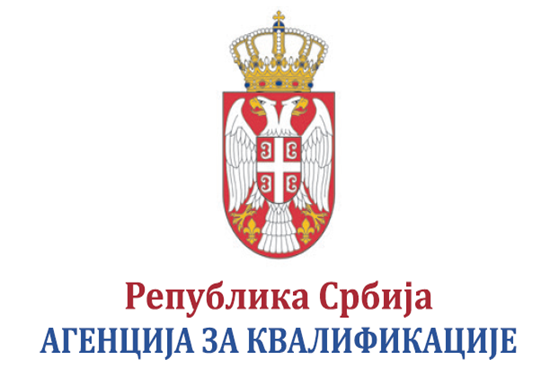 Република Србија
АГЕНЦИЈА ЗА КВАЛИФИКАЦИЈЕ